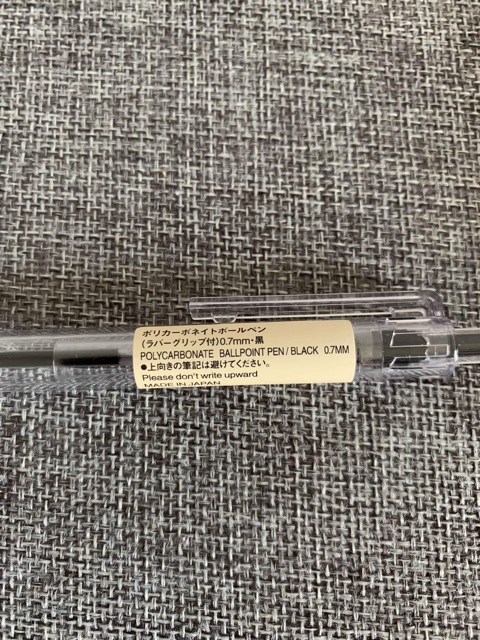 ポリカーボネイトボールペン
(ラバーグリップ付)0.7mm・黒
POLYCARBONATE BALLPOINT PEN / BLACK 0.7MM
●上向きの筆記は避けてください。
Please don't write upward
MADE IN JAPAN